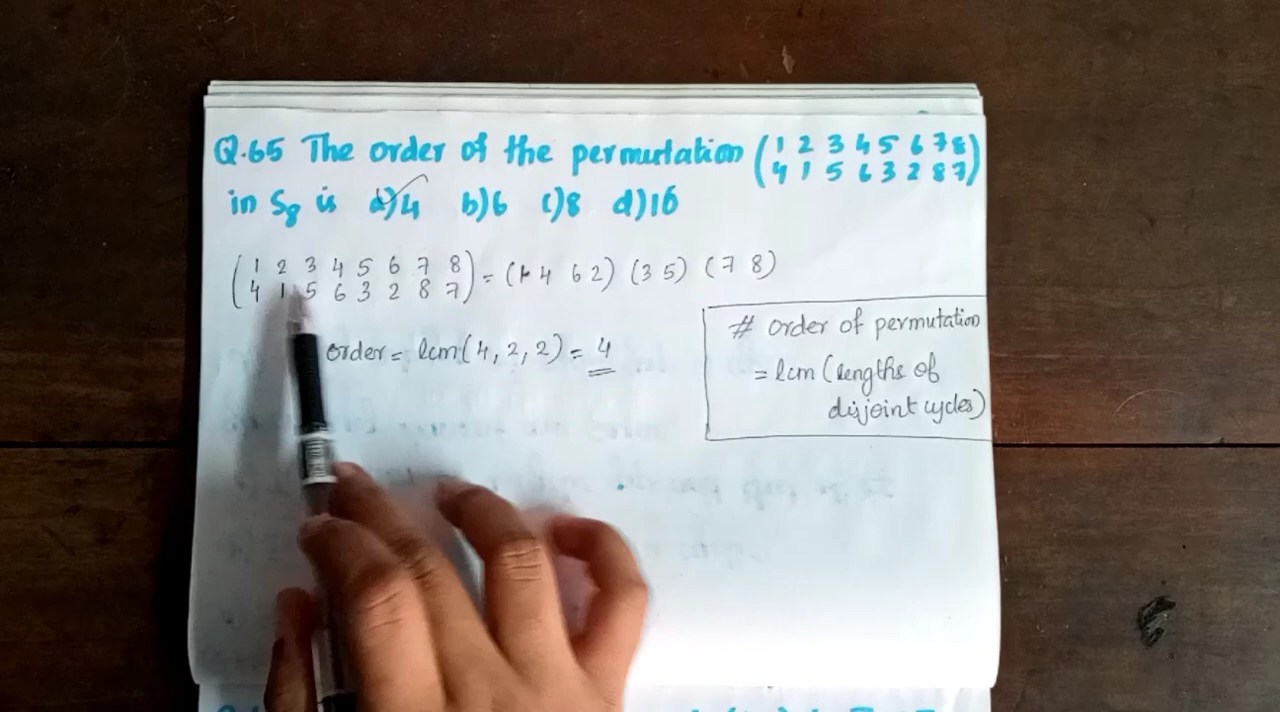 Q.65 The order of the permutation (1 2 3 4 5 6 7 8
4 1 5 6 3 2 8 7)
in S8 is a)4 b)6 c)8 d)16
(1 2 3 4 5 6 7 8
4 1 5 6 3 2 8 7) = (1 4 6 2) (3 5) (7 8)
order = lcm(4, 2, 2) = 4
# order of permutation
= lcm (lengths of
disjoint cycles)